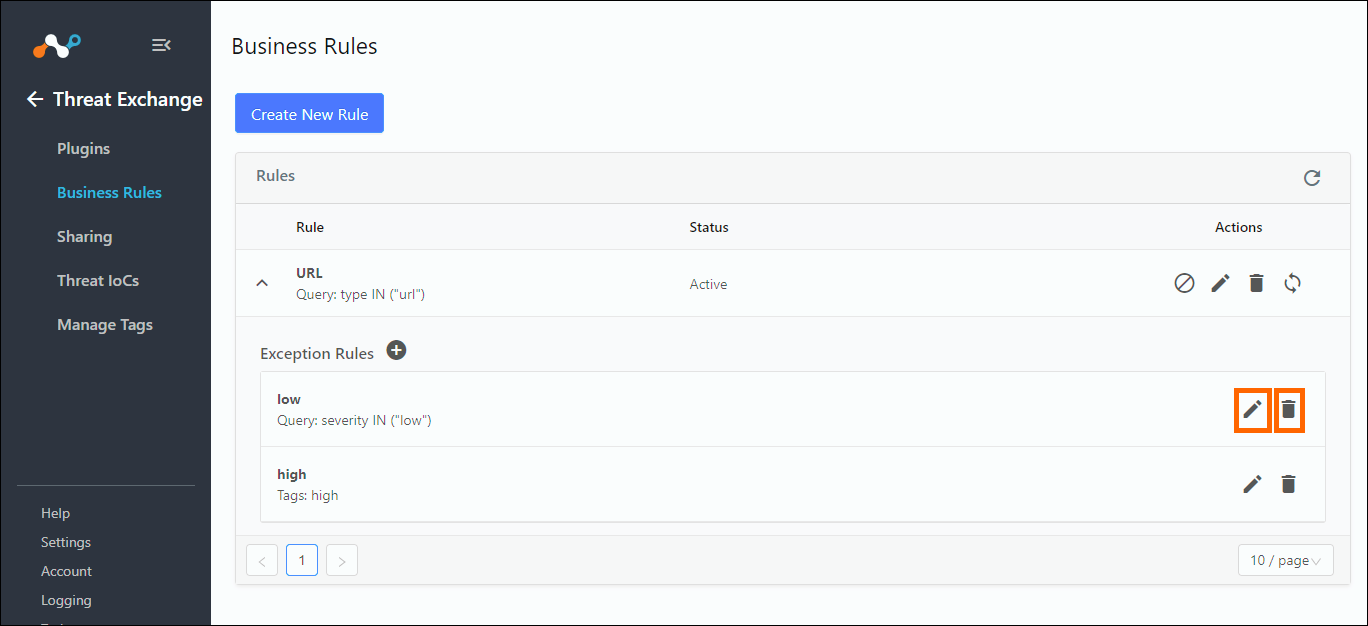 Threat Exchange
Plugins
Business Rules
Sharing
Threat IoCs
Manage Tags
Help
Settings
Account
Logging
Business Rules
Create New Rule
Rules
Rule Status Actions
URL
Query: type IN ("url")
Active
Exception Rules
low
Query: severity IN ("low")
high
Tags: high
< 1 >
10 / page